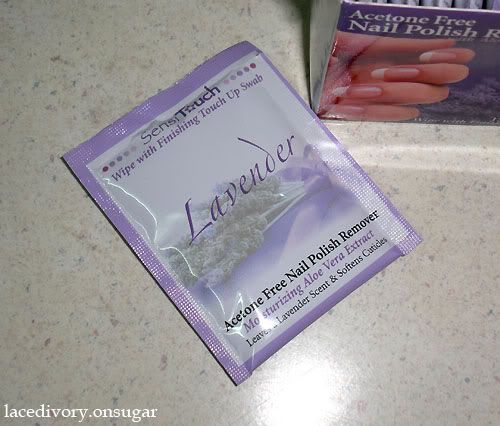 Acetone Free
Nail Polish Remover
SensiTouch
Wipe with Finishing Touch Up Swab
Lavender
Acetone Free Nail Polish Remover
Moisturizing Aloe Vera Extract
Leaves Lavender Scent & Softens Cuticles
lacedivory.onsugar